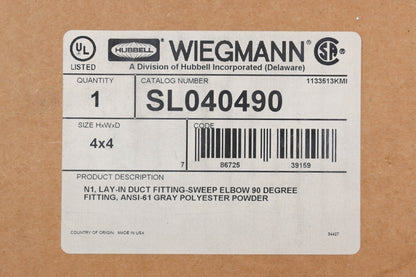 UL
LISTED
HUBBELL
WIEGMANN®
SA
A Division of Hubbell Incorporated (Delaware)
QUANTITY
1
CATALOG NUMBER
1133513KMI
SL040490
SIZE HxWxD
4x4
CODE
7 86725 39159
PRODUCT DESCRIPTION
N1, LAY-IN DUCT FITTING-SWEEP ELBOW 90 DEGREE
FITTING, ANSI-61 GRAY POLYESTER POWDER
COUNTRY OF ORIGIN: MADE IN USA